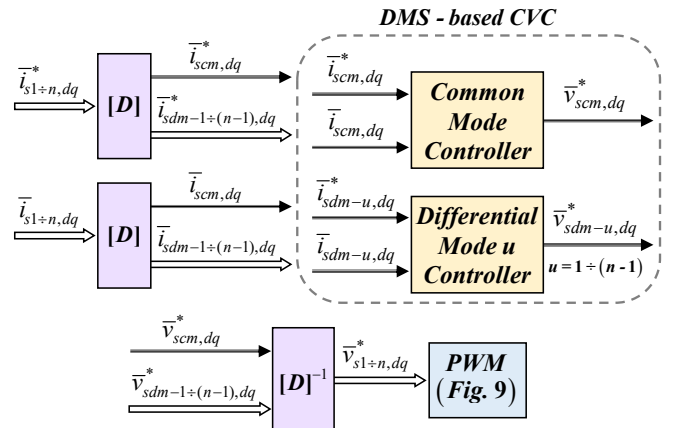 DMS - based CVC
i̅*s1÷n,dq
[D]
i̅*scm,dq
i̅*sdm−1÷(n−1),dq
i̅*scm,dq
i̅scm,dq
Common
Mode
Controller
v̅*scm,dq
i̅s1÷n,dq
[D]
i̅scm,dq
i̅sdm−1÷(n−1),dq
i̅*sdm−u,dq
i̅sdm−u,dq
Differential
Mode u
Controller
v̅*sdm−u,dq
u = 1 ÷ (n - 1)
v̅*scm,dq
v̅*sdm−1÷(n−1),dq
[D]⁻¹
v̅*s1÷n,dq
PWM
(Fig. 9)